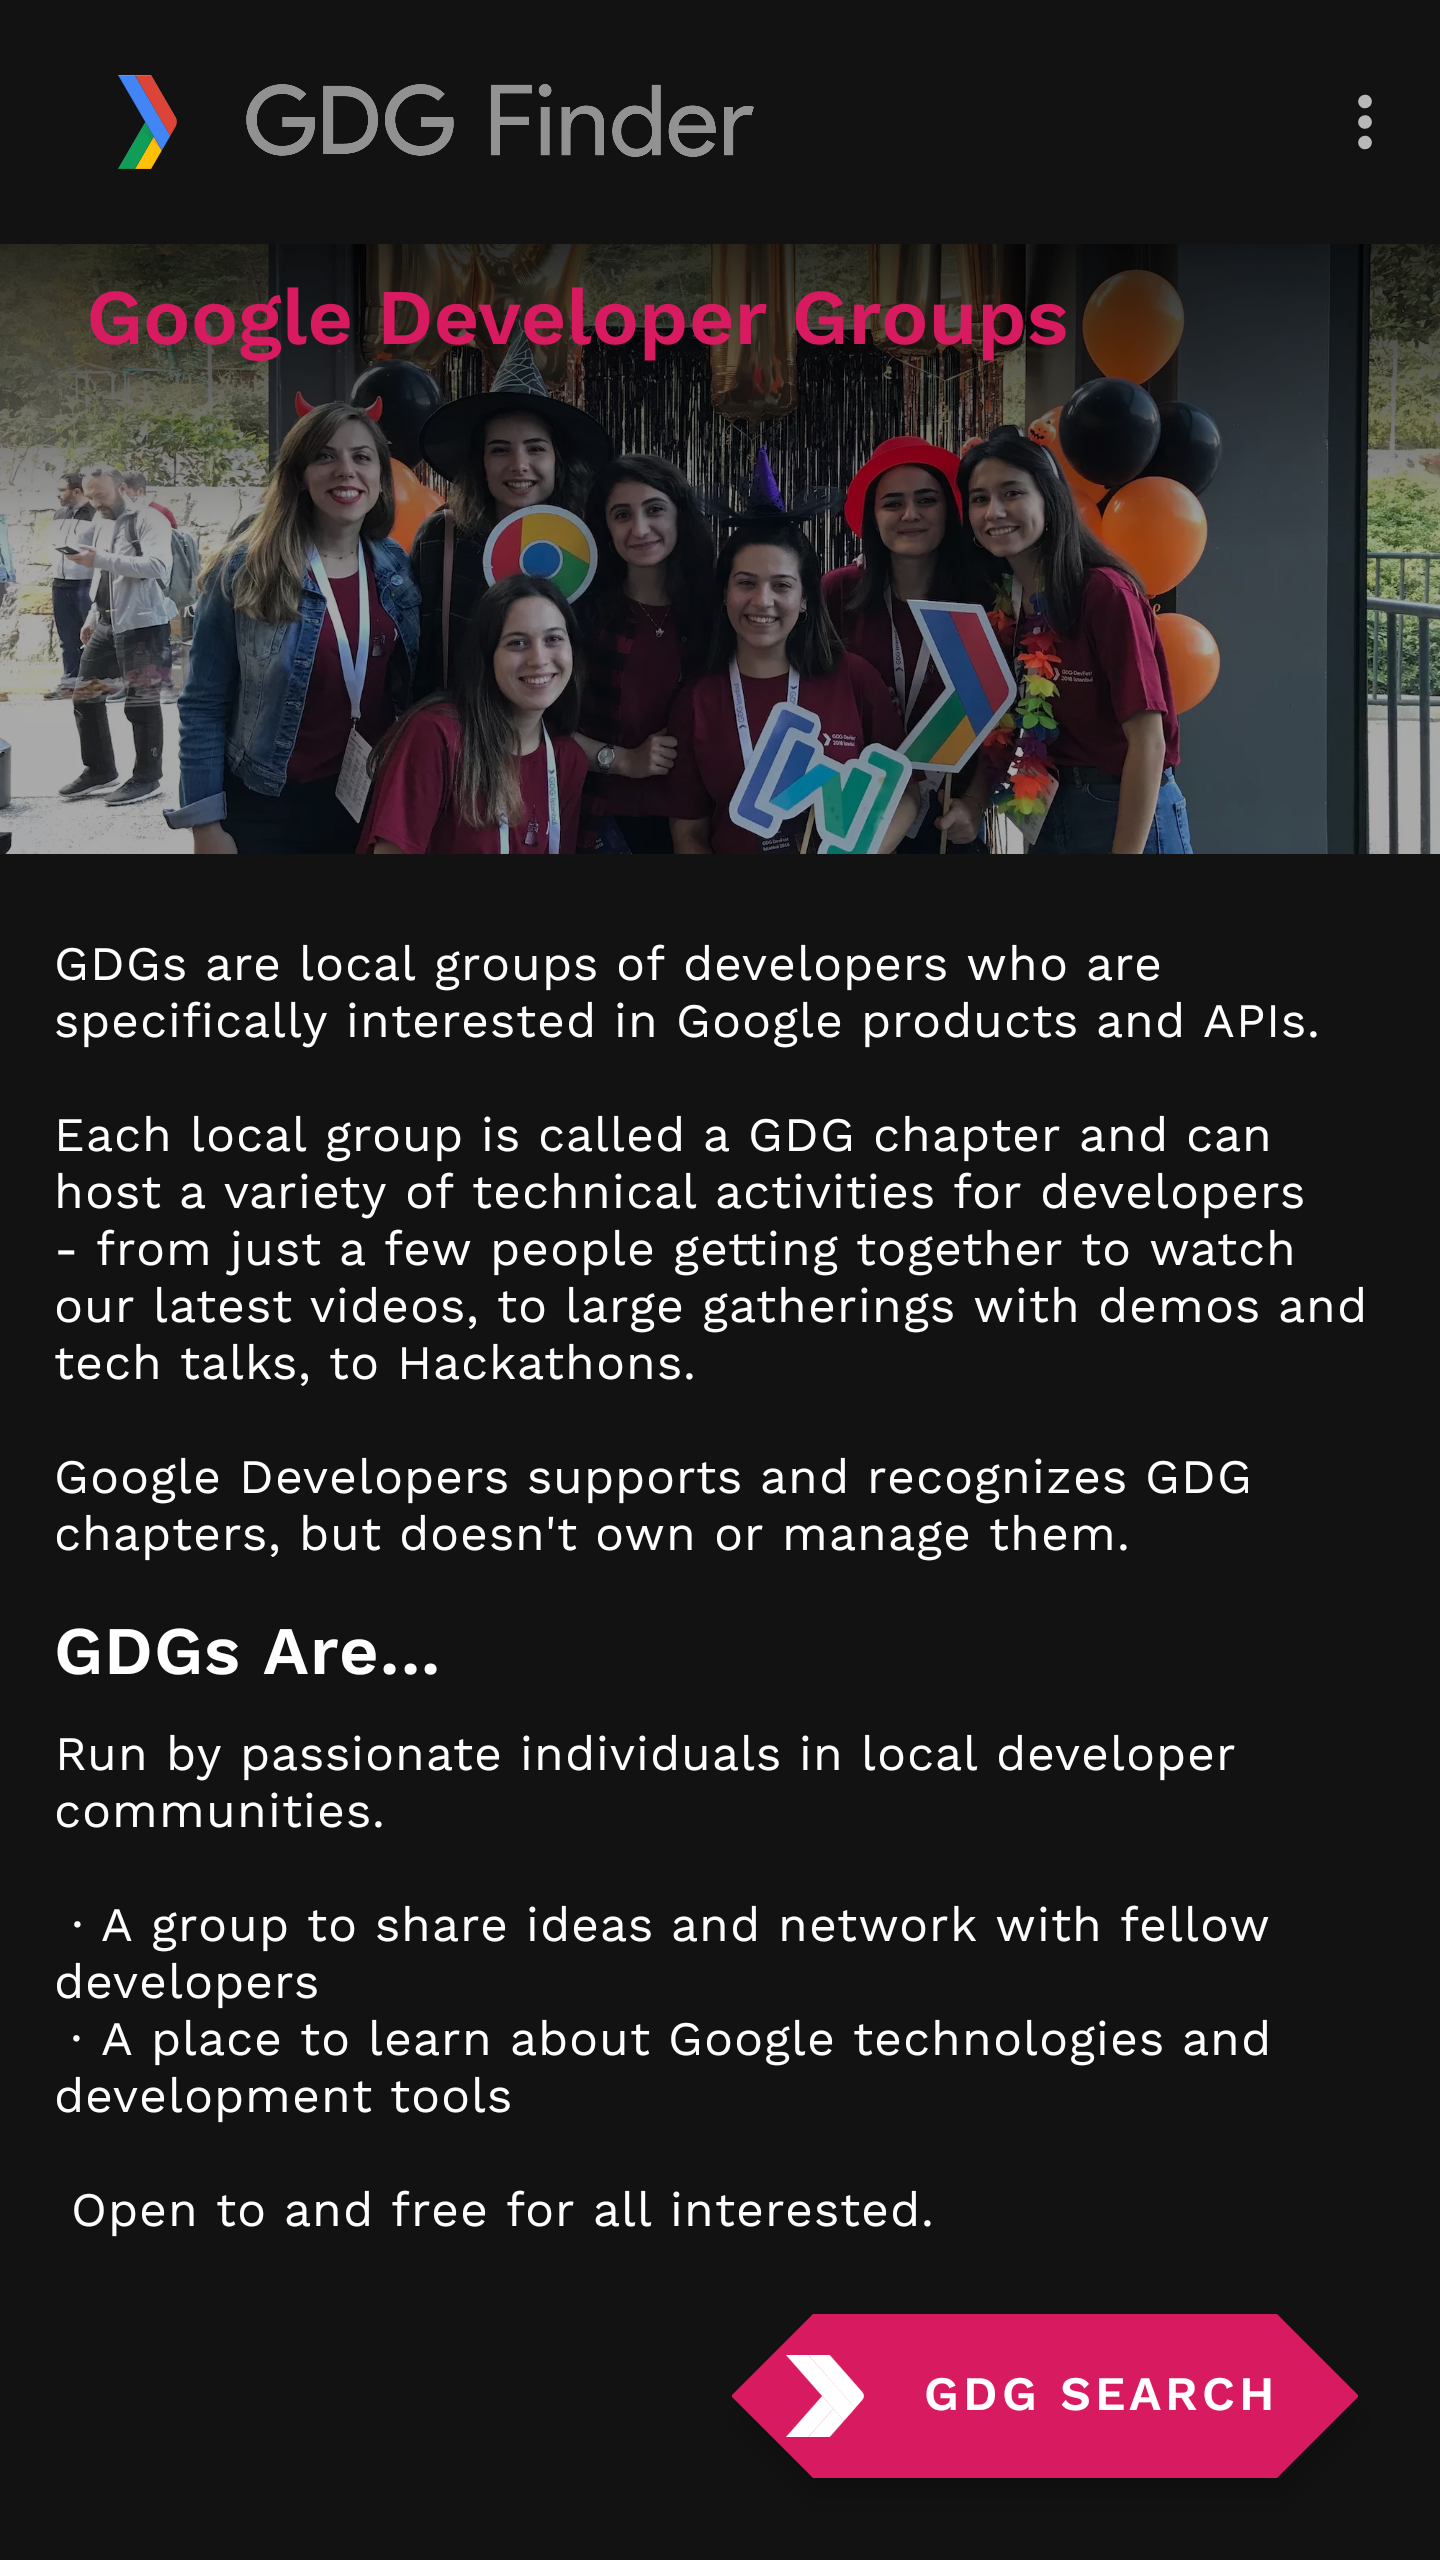 GDG Finder
Google Developer Groups
GDG DevFest
2018 Istanbul
GDGs are local groups of developers who are
specifically interested in Google products and APIs.
Each local group is called a GDG chapter and can
host a variety of technical activities for developers
- from just a few people getting together to watch
our latest videos, to large gatherings with demos and
tech talks, to Hackathons.
Google Developers supports and recognizes GDG
chapters, but doesn't own or manage them.
GDGs Are...
Run by passionate individuals in local developer
communities.
· A group to share ideas and network with fellow
developers
· A place to learn about Google technologies and
development tools
Open to and free for all interested.
GDG SEARCH